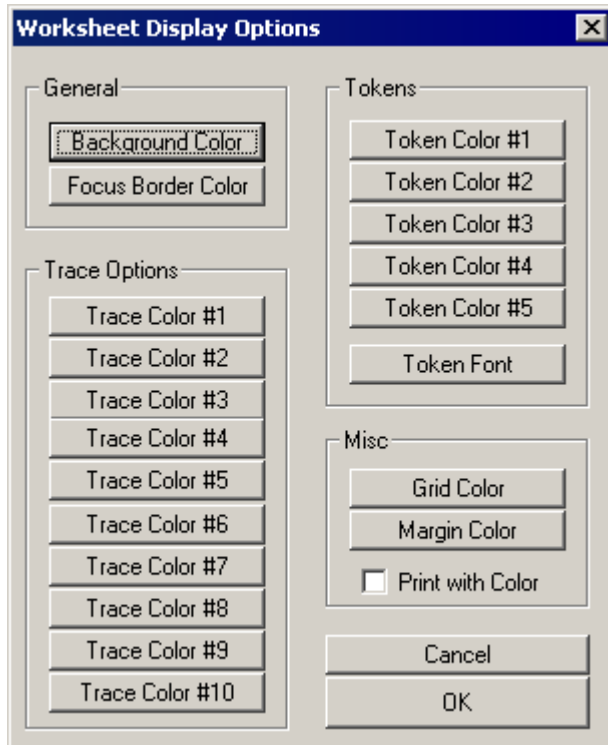 Worksheet Display Options
General
Background Color
Focus Border Color
Trace Options
Trace Color #1
Trace Color #2
Trace Color #3
Trace Color #4
Trace Color #5
Trace Color #6
Trace Color #7
Trace Color #8
Trace Color #9
Trace Color #10
Tokens
Token Color #1
Token Color #2
Token Color #3
Token Color #4
Token Color #5
Token Font
Misc
Grid Color
Margin Color
Print with Color
Cancel
OK